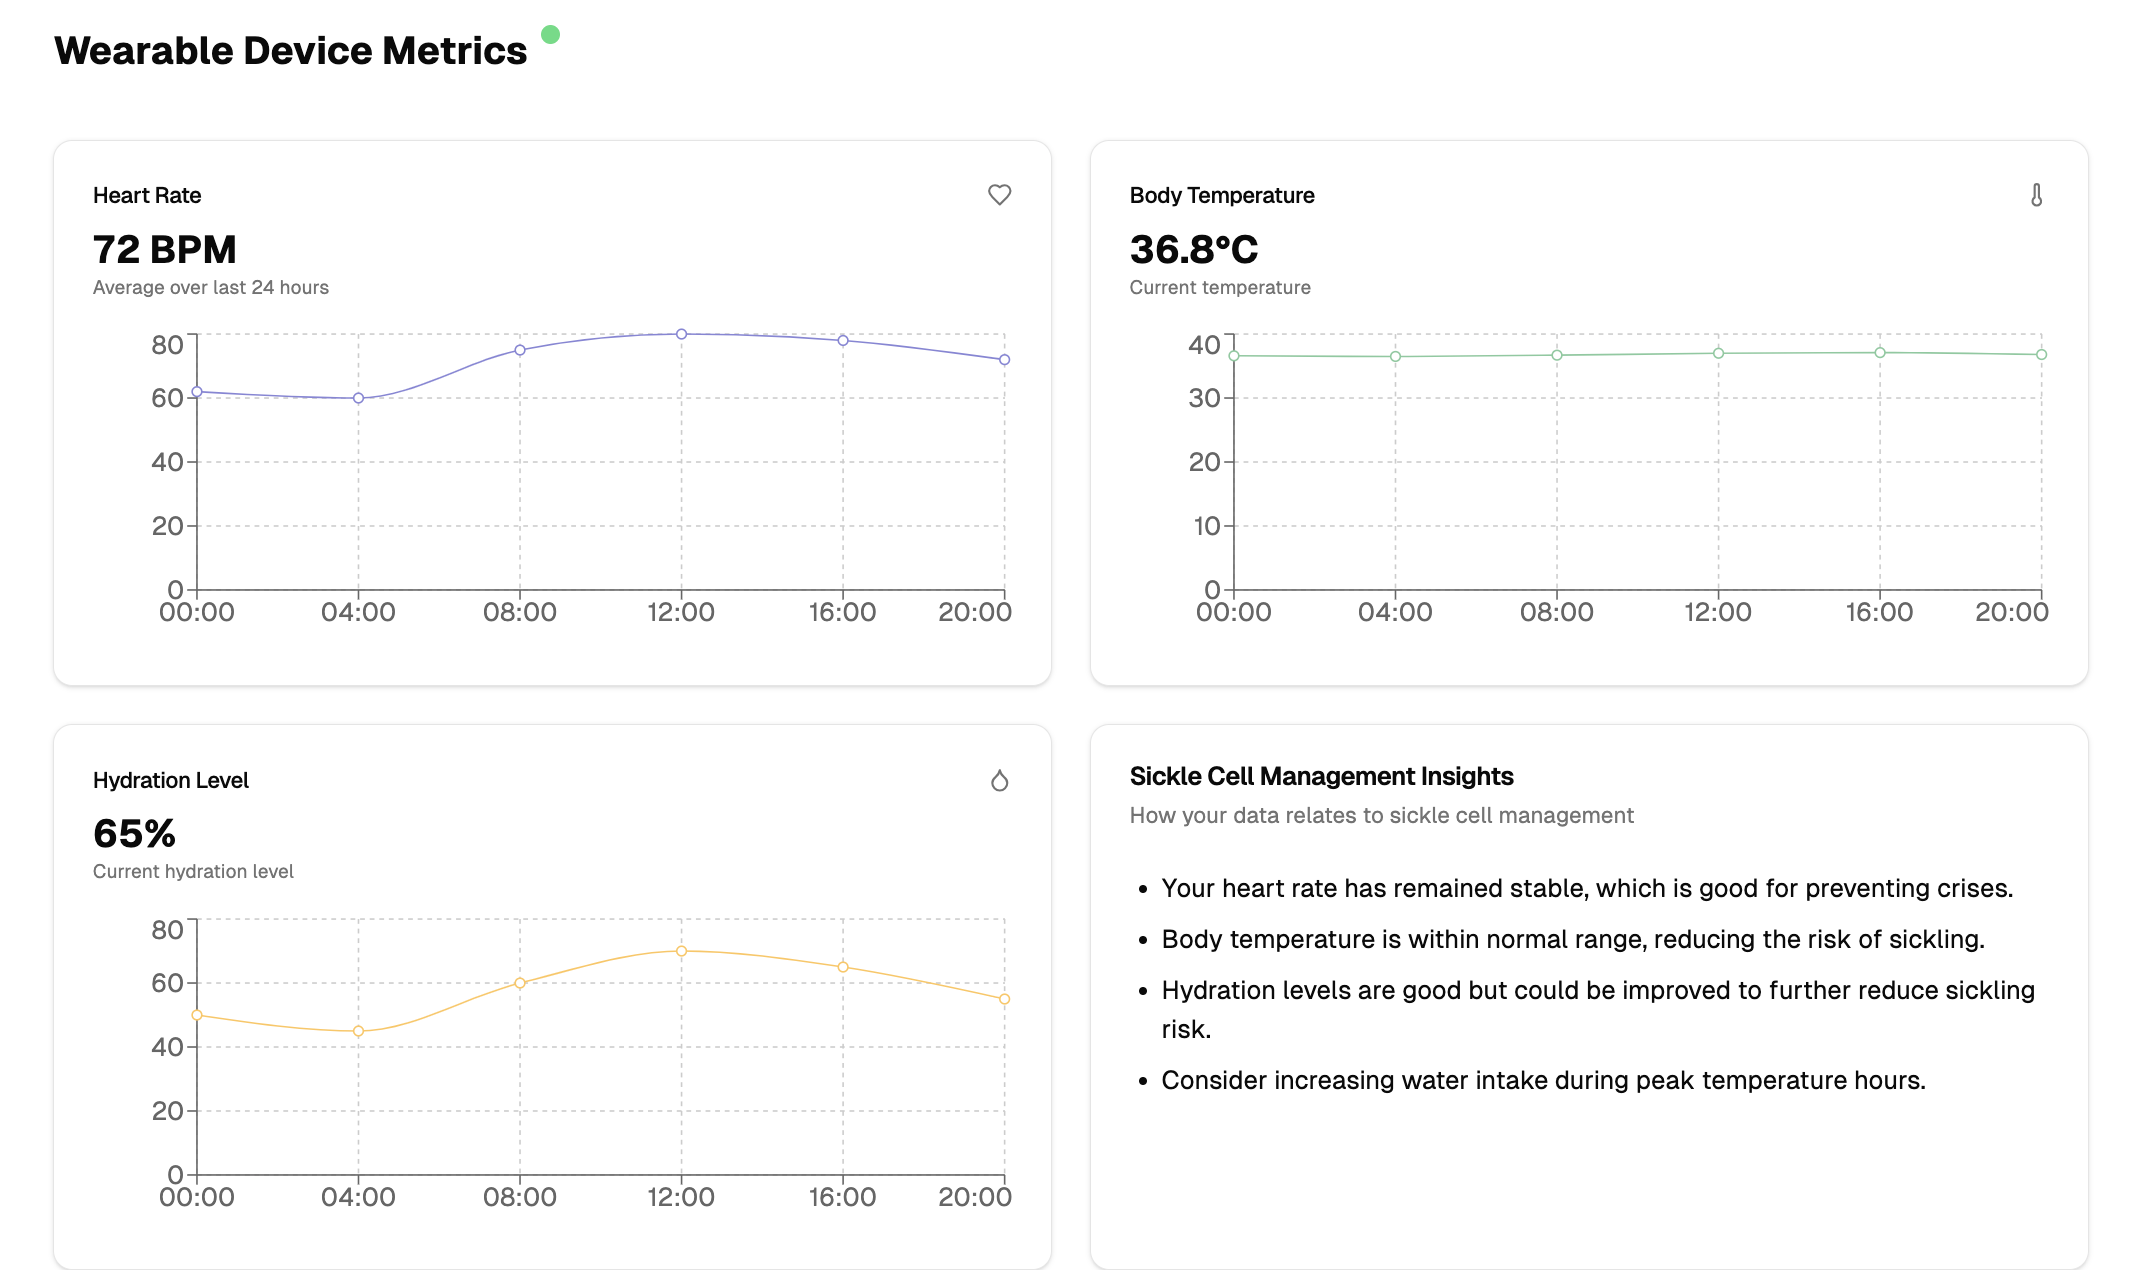 Wearable Device Metrics
Heart Rate
72 BPM
Average over last 24 hours
80
60
40
20
0
00:00 04:00 08:00 12:00 16:00 20:00
Body Temperature
36.8°C
Current temperature
40
30
20
10
0
00:00 04:00 08:00 12:00 16:00 20:00
Hydration Level
65%
Current hydration level
80
60
40
20
0
00:00 04:00 08:00 12:00 16:00 20:00
Sickle Cell Management Insights
How your data relates to sickle cell management
• Your heart rate has remained stable, which is good for preventing crises.
• Body temperature is within normal range, reducing the risk of sickling.
• Hydration levels are good but could be improved to further reduce sickling
risk.
• Consider increasing water intake during peak temperature hours.